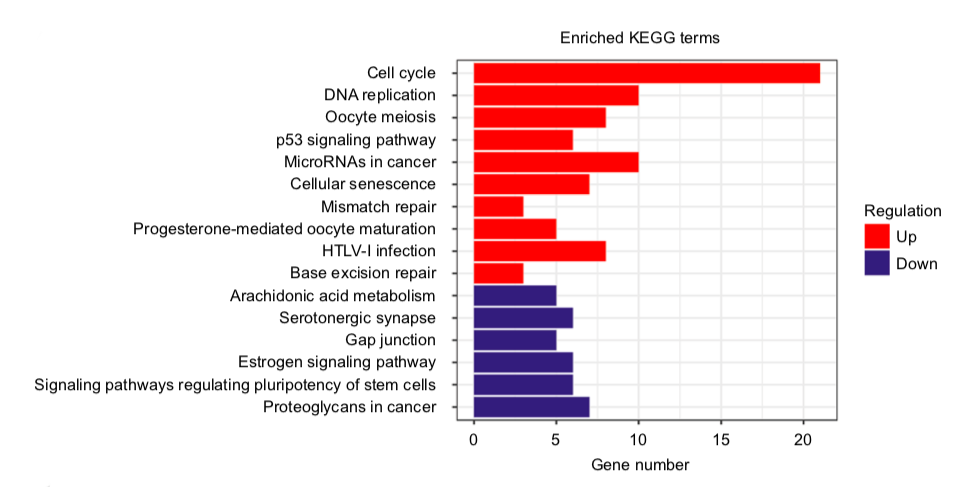 Enriched KEGG terms
Cell cycle
DNA replication
Oocyte meiosis
p53 signaling pathway
MicroRNAs in cancer
Cellular senescence
Mismatch repair
Progesterone-mediated oocyte maturation
HTLV-I infection
Base excision repair
Arachidonic acid metabolism
Serotonergic synapse
Gap junction
Estrogen signaling pathway
Signaling pathways regulating pluripotency of stem cells
Proteoglycans in cancer
0 5 10 15 20
Gene number
Regulation
Up
Down